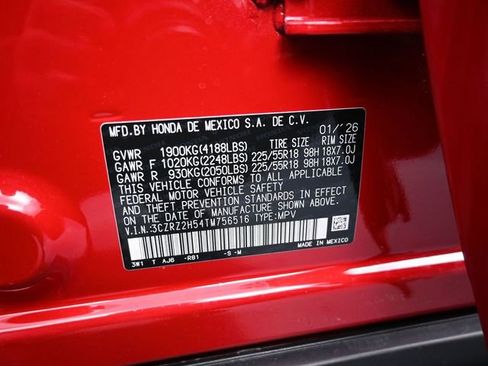 MFD.BY HONDA DE MEXICO S.A. DE C.V.
01/'26
GVWR 1900KG(4188LBS) TIRE SIZE RIM SIZE
GAWR F 1020KG(2248LBS) 225/55R18 98H 18X7.0J
GAWR R 930KG(2050LBS) 225/55R18 98H 18X7.0J
THIS VEHICLE CONFORMS TO ALL APPLICABLE
FEDERAL MOTOR VEHICLE SAFETY
AND THEFT PREVENTION STANDARDS IN EFFECT
ON THE DATE OF MANUFACTURE SHOWN ABOVE.
V.I.N.:3CZRZ2H54TM756516 TYPE:MPV
3W1 T AJ6 -R81 -S -M
MADE IN MEXICO